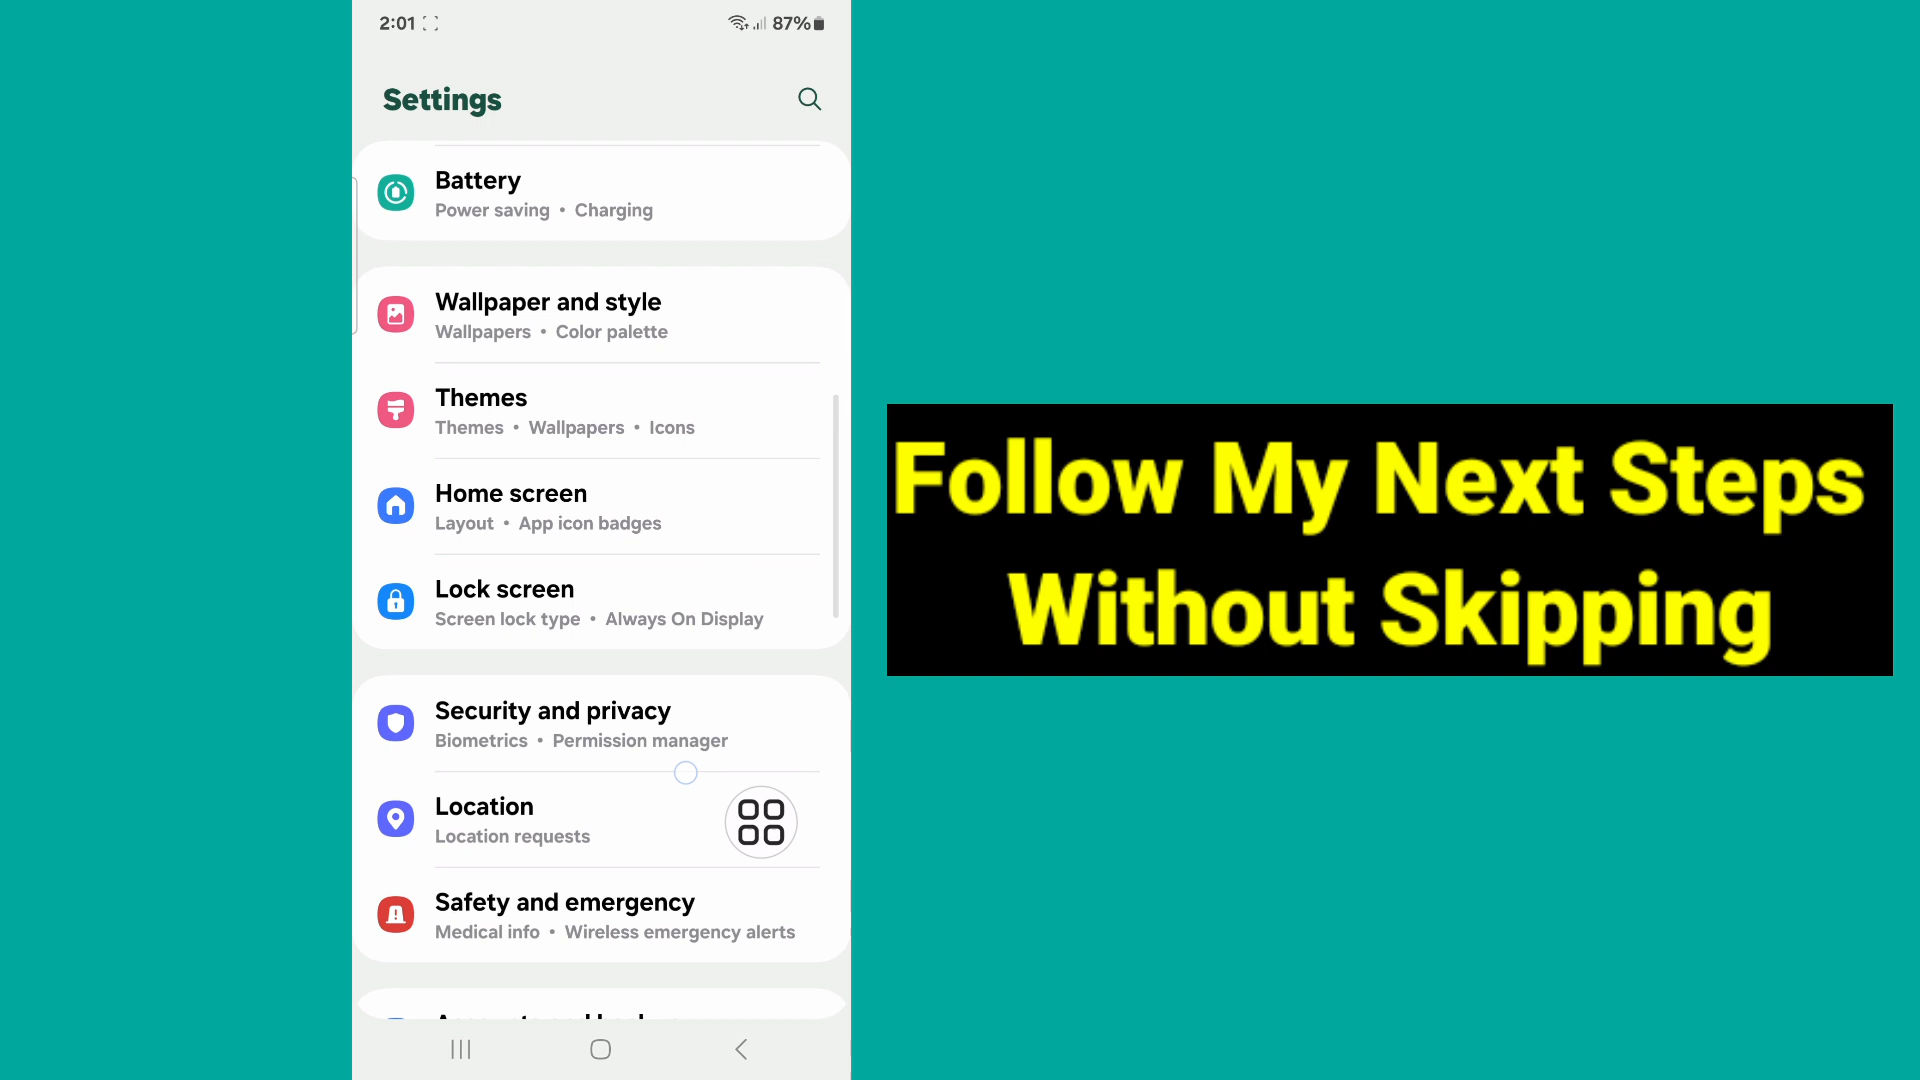 2:01
87%
Settings
Battery
Power saving • Charging
Wallpaper and style
Wallpapers • Color palette
Themes
Themes • Wallpapers • Icons
Home screen
Layout • App icon badges
Lock screen
Screen lock type • Always On Display
Security and privacy
Biometrics • Permission manager
Location
Location requests
Safety and emergency
Medical info • Wireless emergency alerts
Follow My Next Steps
Without Skipping